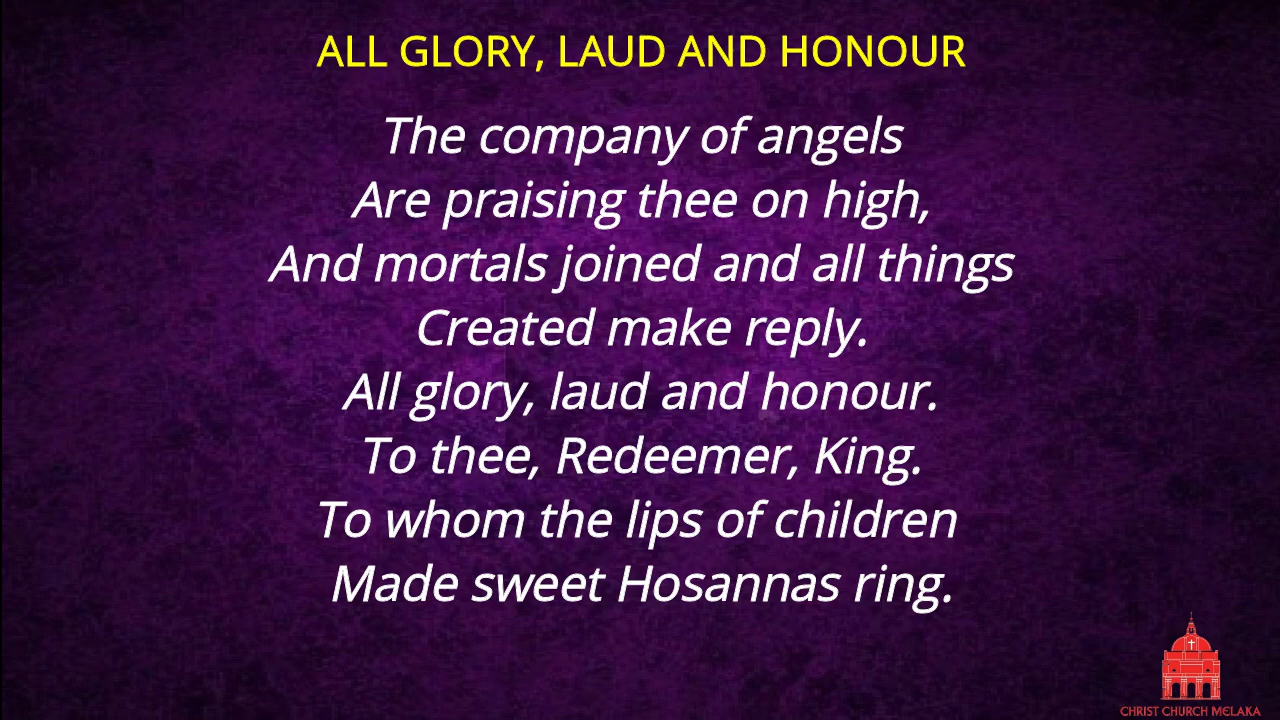 ALL GLORY, LAUD AND HONOUR
The company of angels
Are praising thee on high,
And mortals joined and all things
Created make reply.
All glory, laud and honour.
To thee, Redeemer, King.
To whom the lips of children
Made sweet Hosannas ring.
CHRIST CHURCH MELAKA